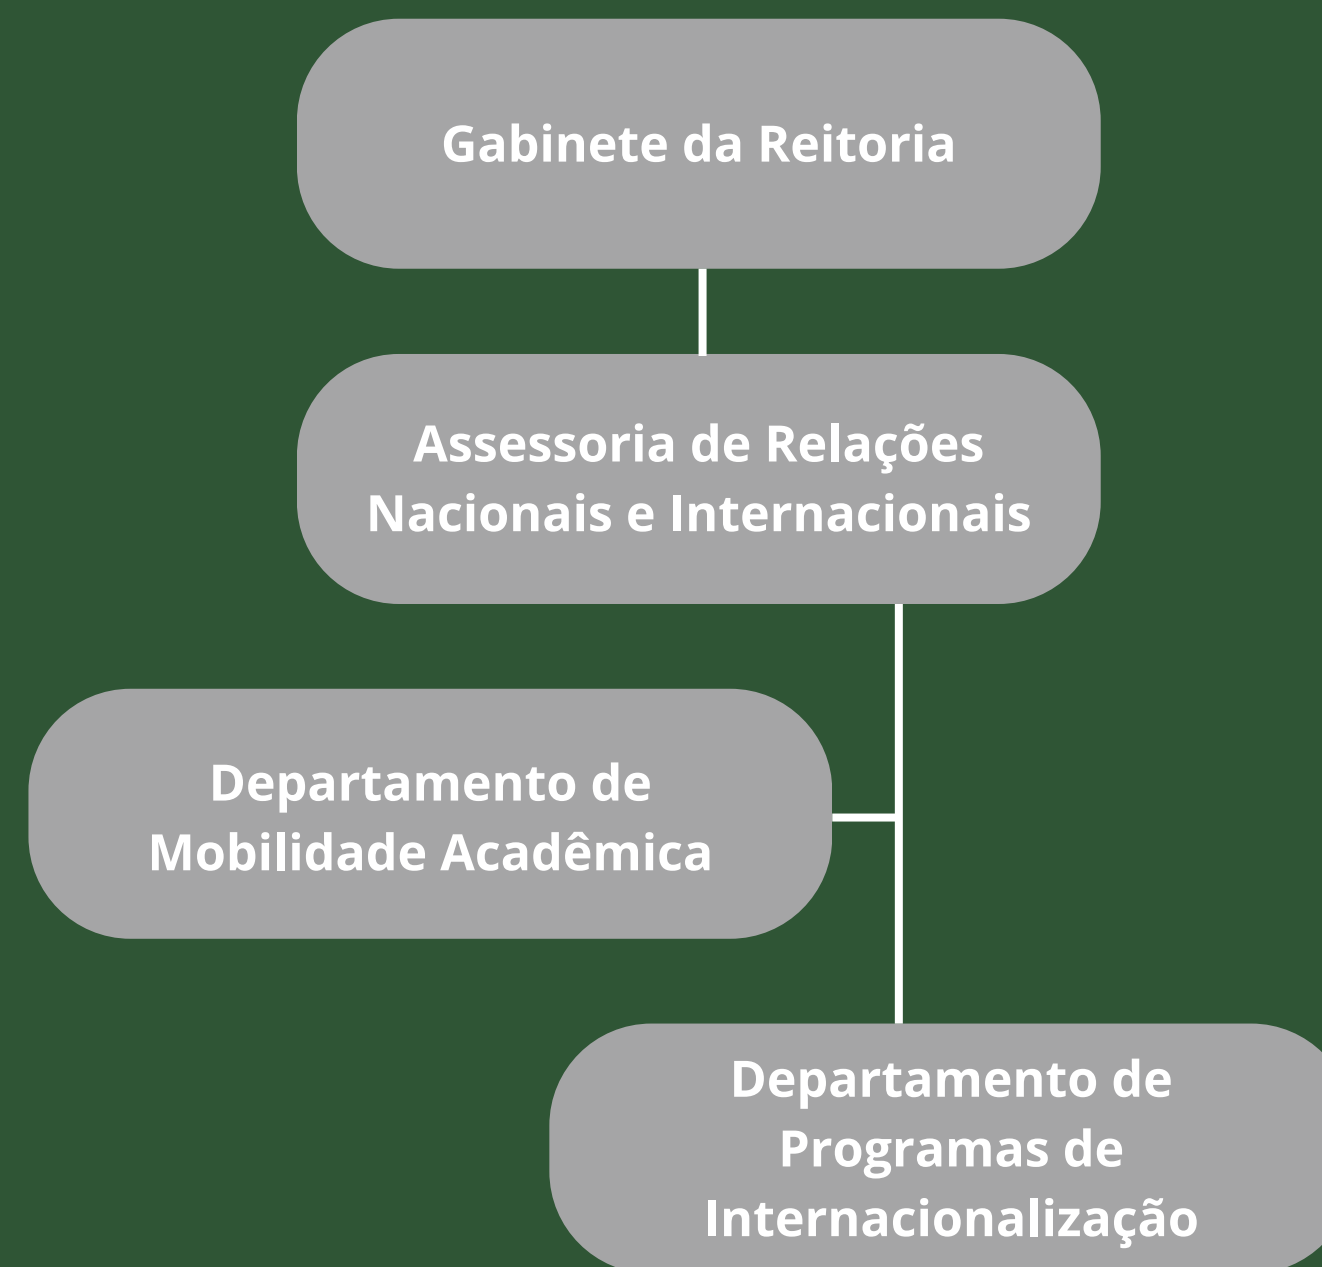 Gabinete da Reitoria
Assessoria de Relações
Nacionais e Internacionais
Departamento de
Mobilidade Acadêmica
Departamento de
Programas de
Internacionalização